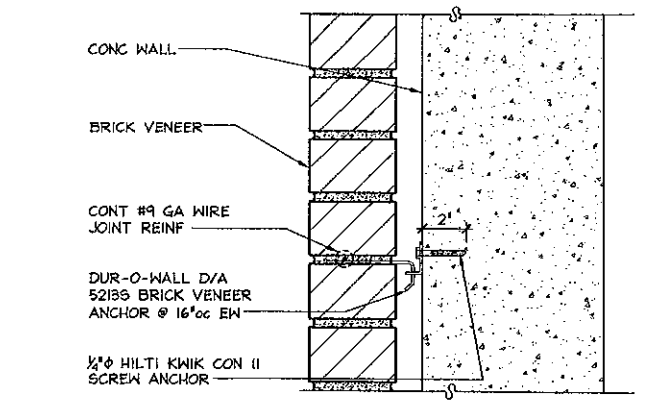 CONC WALL
BRICK VENEER
CONT #9 GA WIRE
JOINT REINF
2"
DUR-O-WALL D/A
5213S BRICK VENEER
ANCHOR @ 16"oc EW
¼"Φ HILTI KWIK CON II
SCREW ANCHOR